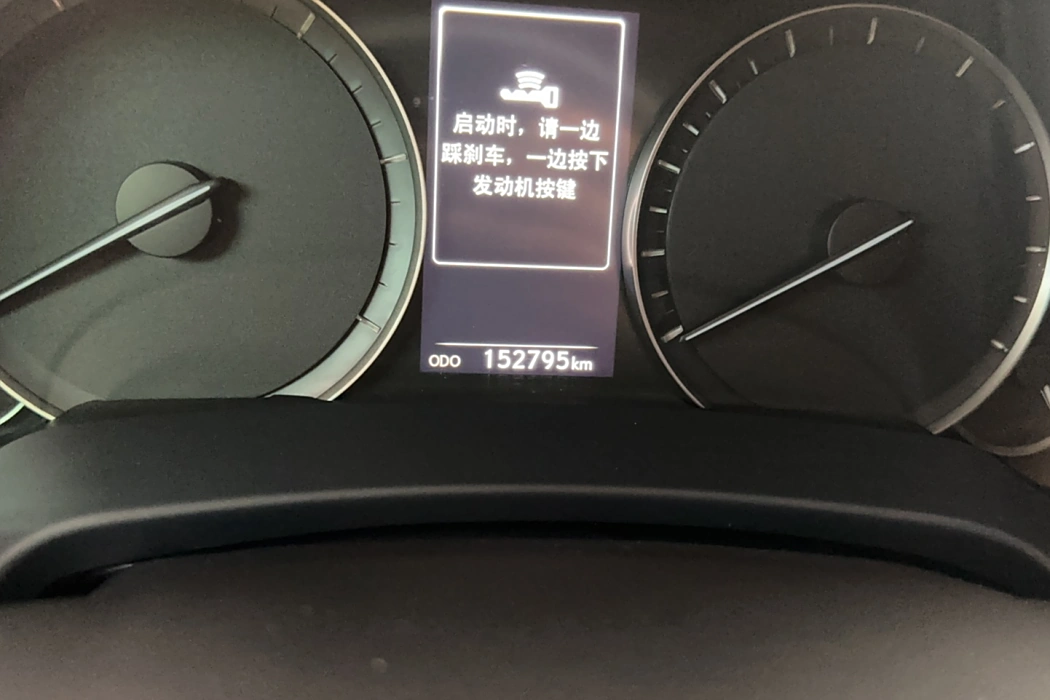 启动时，请一边
踩刹车，一边按下
发动机按键
ODO 152795km